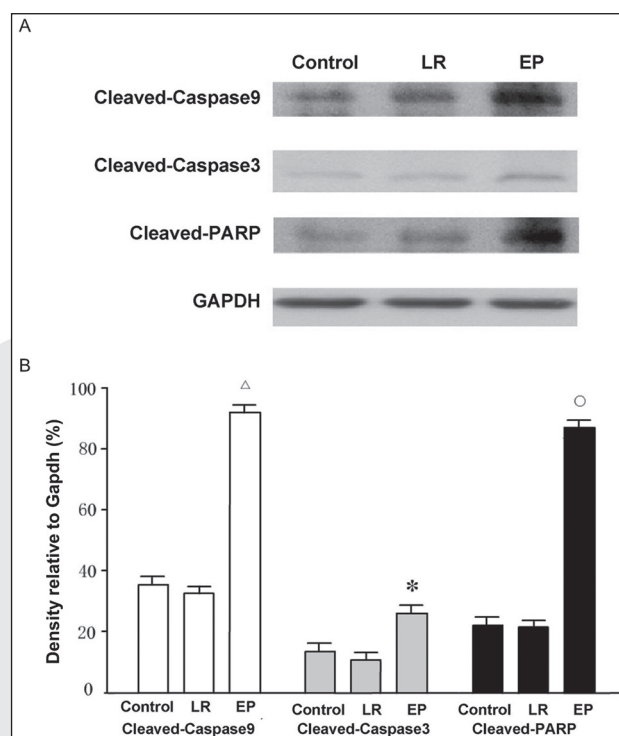 A
Control LR EP
Cleaved-Caspase9
Cleaved-Caspase3
Cleaved-PARP
GAPDH
B
Density relative to Gapdh (%)
100
80
60
40
20
0
△
*
○
Control LR EP Control LR EP Control LR EP
Cleaved-Caspase9 Cleaved-Caspase3 Cleaved-PARP